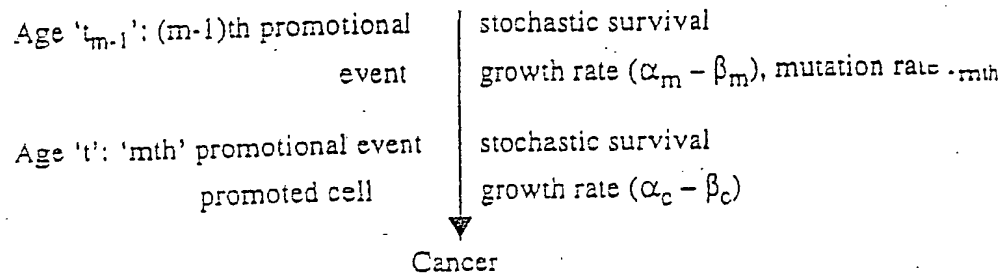 Age 't_{m-1}': (m-1)th promotional event
stochastic survival
growth rate (α_m – β_m), mutation rate
Age 't': 'mth' promotional event
promoted cell
stochastic survival
growth rate (α_c – β_c)
Cancer